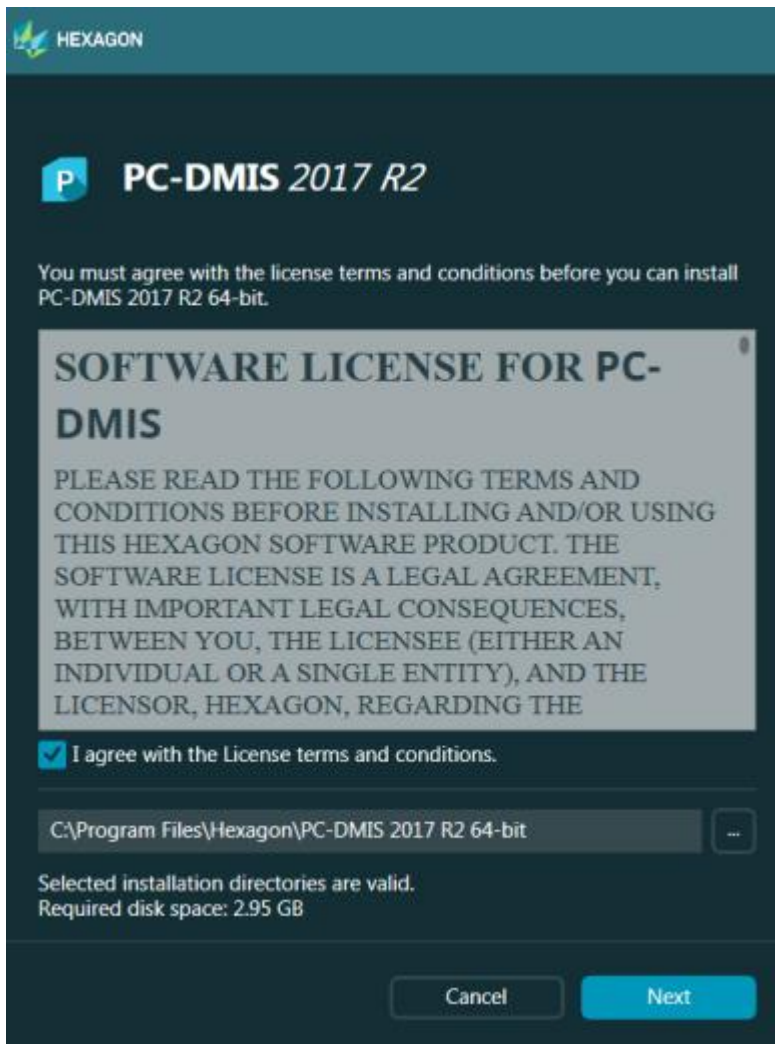 HEXAGON
P
PC-DMIS 2017 R2
You must agree with the license terms and conditions before you can install
PC-DMIS 2017 R2 64-bit.
SOFTWARE LICENSE FOR PC-
DMIS
PLEASE READ THE FOLLOWING TERMS AND
CONDITIONS BEFORE INSTALLING AND/OR USING
THIS HEXAGON SOFTWARE PRODUCT. THE
SOFTWARE LICENSE IS A LEGAL AGREEMENT,
WITH IMPORTANT LEGAL CONSEQUENCES,
BETWEEN YOU, THE LICENSEE (EITHER AN
INDIVIDUAL OR A SINGLE ENTITY), AND THE
LICENSOR, HEXAGON, REGARDING THE
I agree with the License terms and conditions.
C:\Program Files\Hexagon\PC-DMIS 2017 R2 64-bit
...
Selected installation directories are valid.
Required disk space: 2.95 GB
Cancel
Next